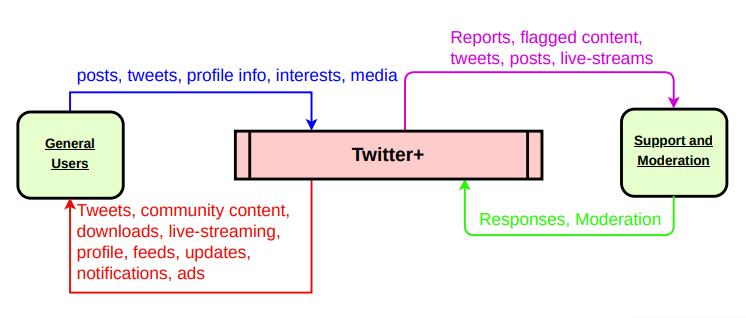 Reports, flagged content,
tweets, posts, live-streams
posts, tweets, profile info, interests, media
General
Users
Twitter+
Support and
Moderation
Tweets, community content,
downloads, live-streaming,
profile, feeds, updates,
notifications, ads
Responses, Moderation